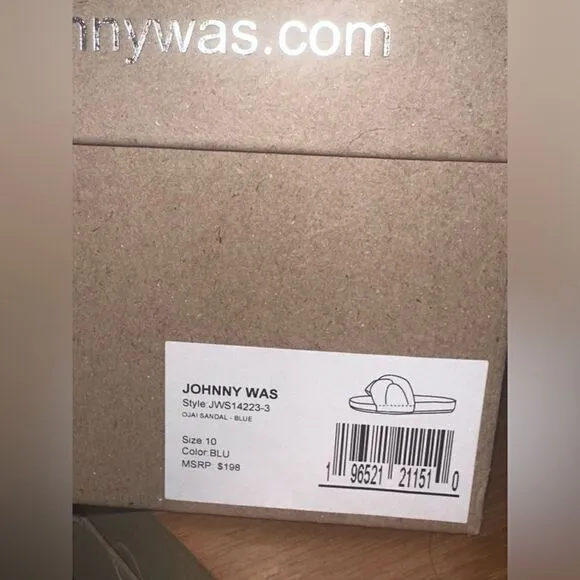 nnywas.com
JOHNNY WAS
Style:JWS14223-3
OJAI SANDAL - BLUE
Size:10
Color:BLU
MSRP: $198
1 96521 21151 0